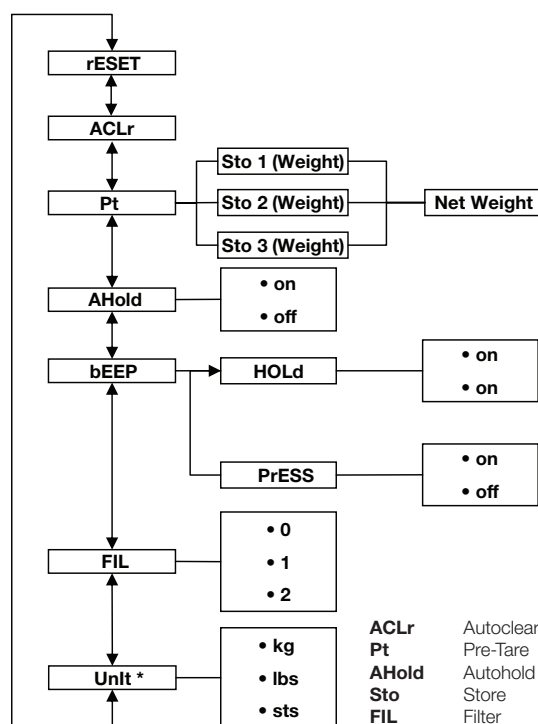 rESET
ACLr
Pt
Sto 1 (Weight)
Sto 2 (Weight)
Sto 3 (Weight)
Net Weight
AHold
• on
• off
bEEP
HOLd
• on
• on
PrESS
• on
• off
FIL
• 0
• 1
• 2
UnIt *
• kg
• lbs
• sts
ACLr Autoclear
Pt Pre-Tare
AHold Autohold
Sto Store
FIL Filter